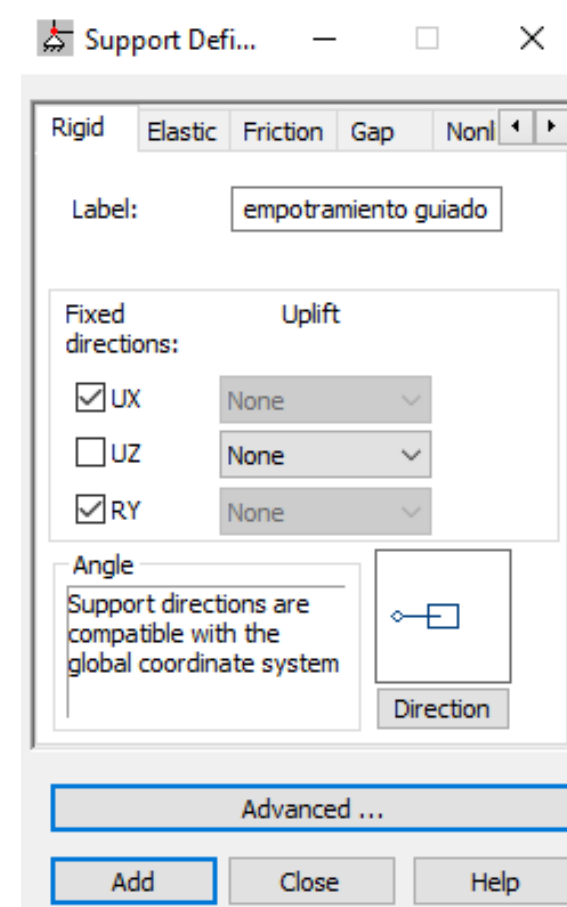 Support Defi...
Rigid Elastic Friction Gap Nonl
Label: empotramiento guiado
Fixed directions: Uplift
UX None
UZ None
RY None
Angle
Support directions are
compatible with the
global coordinate system
Direction
Advanced ...
Add Close Help